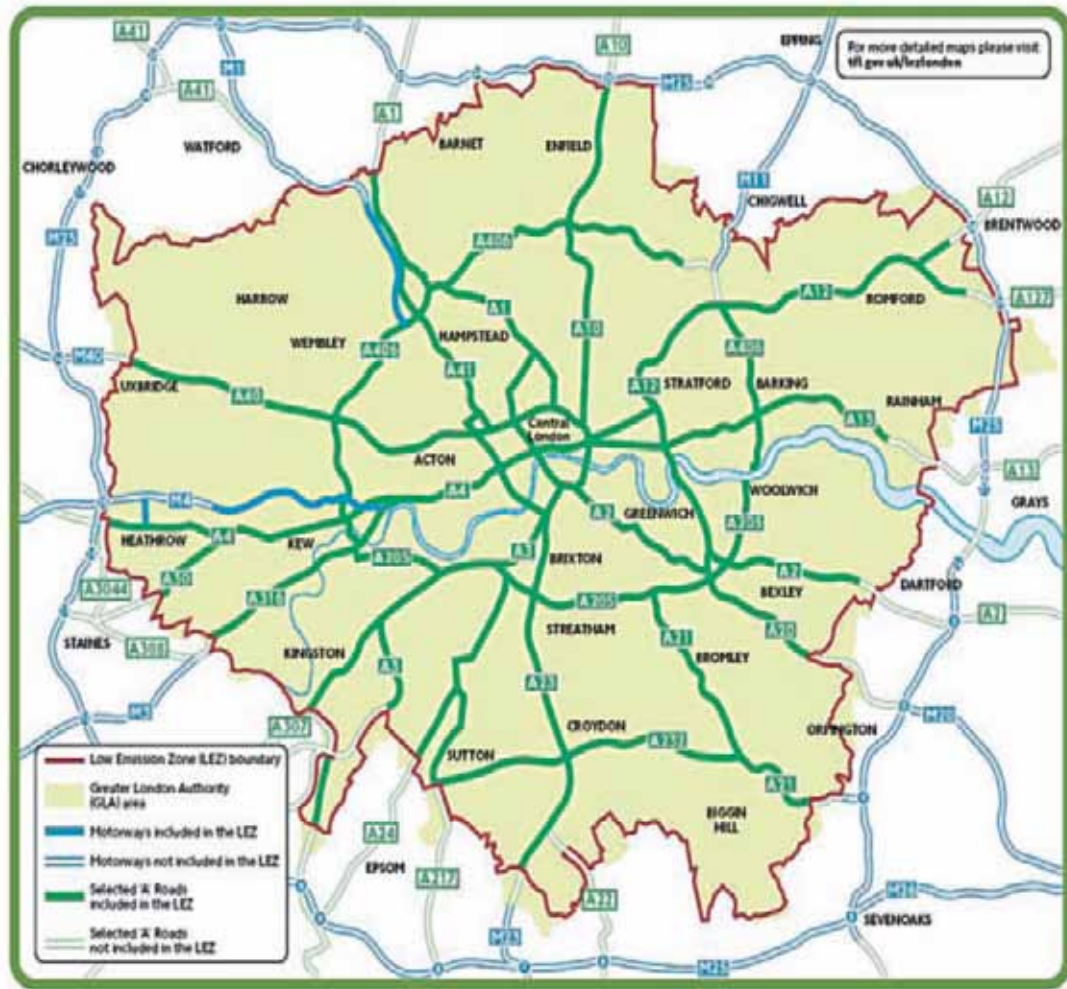 A41
M1
A10
EPPING
For more detailed maps please visit
tfl.gov.uk/lezlondon
A41
A1
M25
BARNET
ENFIELD
WATFORD
CHORLEYWOOD
M11
CHIGWELL
A12
BRENTWOOD
M25
A406
HARROW
A1
A10
A12
ROMFORD
A127
WEMBLEY
HAMPSTEAD
A406
A406
M40
A41
UXBRIDGE
A40
A12
STRATFORD
BARKING
RAINHAM
Central
London
A13
M25
ACTON
A13
M4
A4
WOOLWICH
GRAYS
A2
GREENWICH
HEATHROW
A4
KEW
A205
A205
A3
BRIXTON
A30
A2
A3044
A316
A205
BEXLEY
DARTFORD
A2
STAINES
STREATHAM
A308
KINGSTON
A3
A21
A20
BROMLEY
A23
M3
M20
A307
CROYDON
ORPINGTON
SUTTON
A232
A21
BIGGIN
HILL
A24
EPSOM
A217
A22
M26
SEVENOAKS
M23
M25
Low Emission Zone (LEZ) boundary
Greater London Authority
(GLA) area
Motorways included in the LEZ
Motorways not included in the LEZ
Selected 'A' Roads
included in the LEZ
Selected 'A' Roads
not included in the LEZ